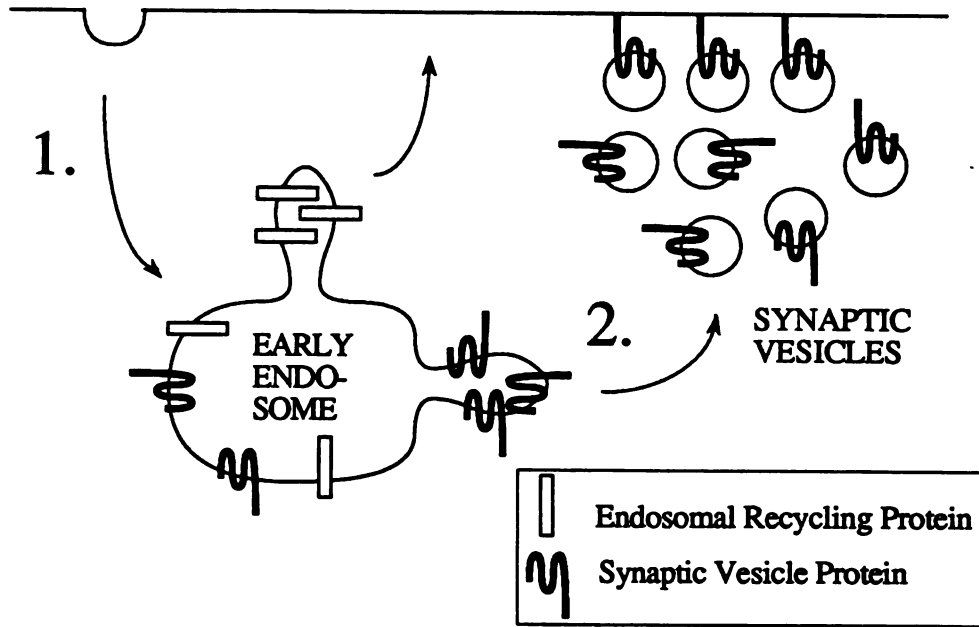 1.
EARLY
ENDO-
SOME
2.
SYNAPTIC
VESICLES
Endosomal Recycling Protein
Synaptic Vesicle Protein